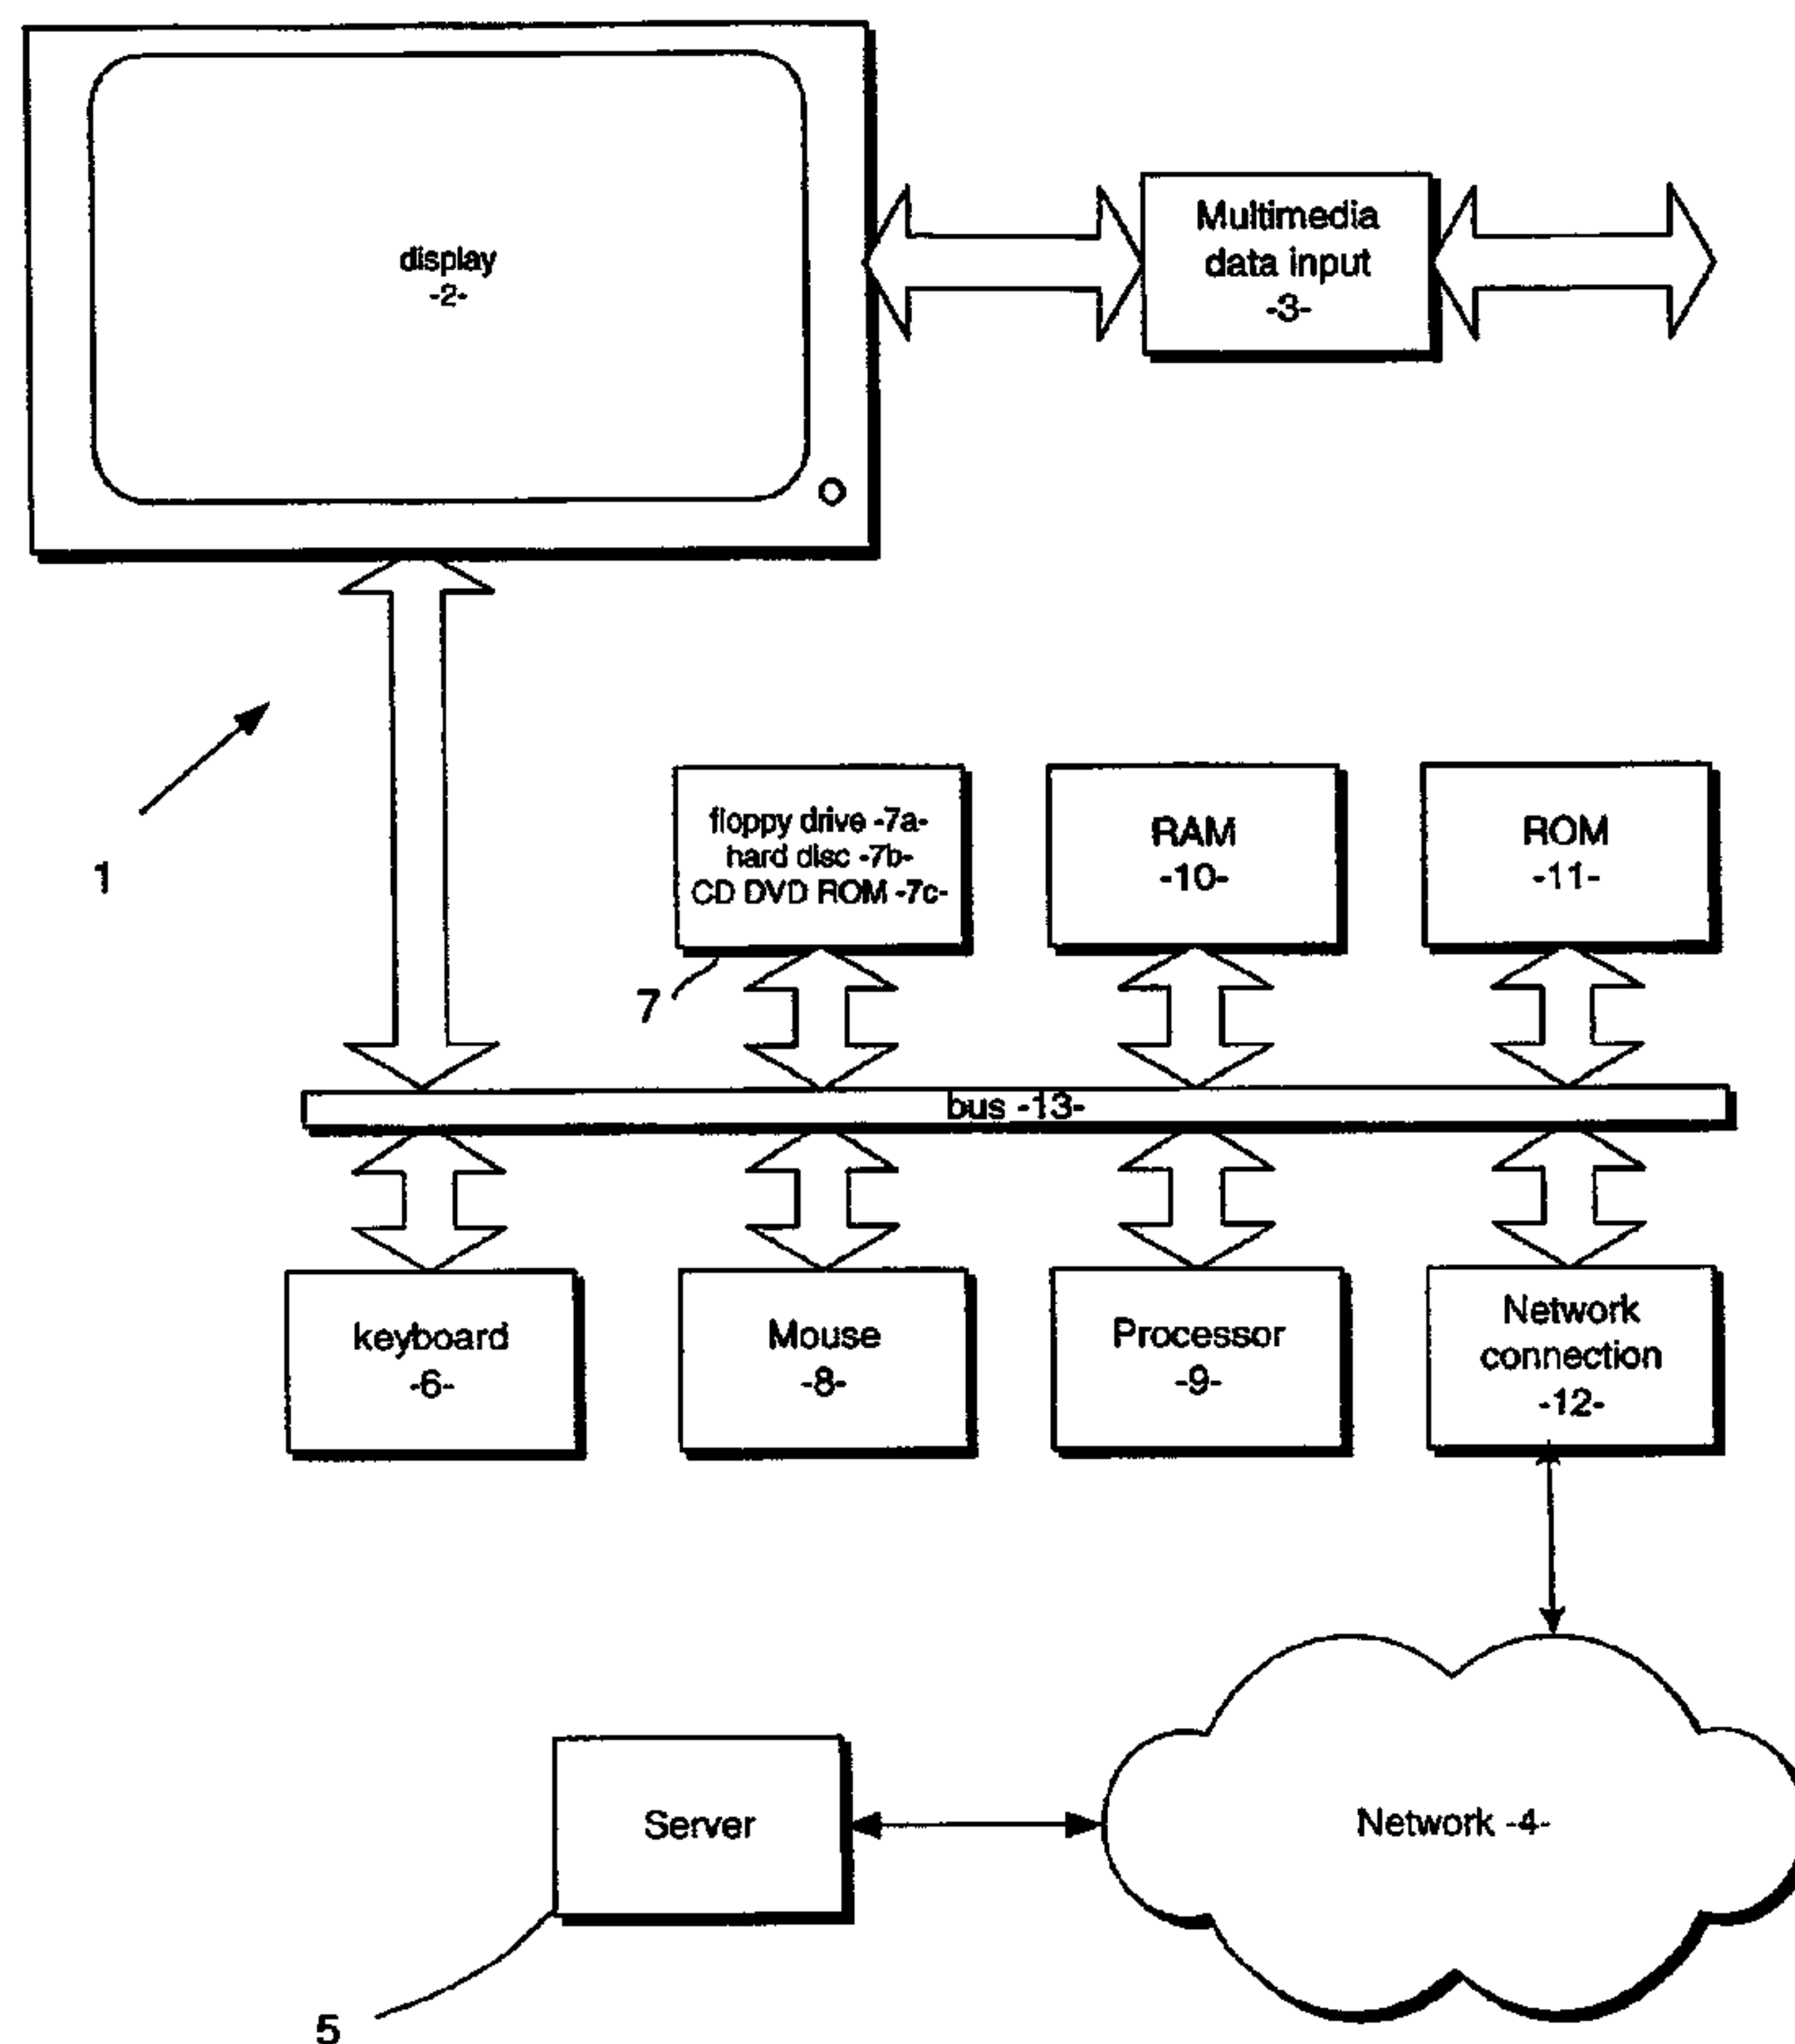 display
-2-
Multimedia
data input
-3-
1
floppy drive -7a-
hard disc -7b-
CD DVD ROM -7c-
7
RAM
-10-
ROM
-11-
bus -13-
keyboard
-6-
Mouse
-8-
Processor
-9-
Network
connection
-12-
Server
5
Network -4-